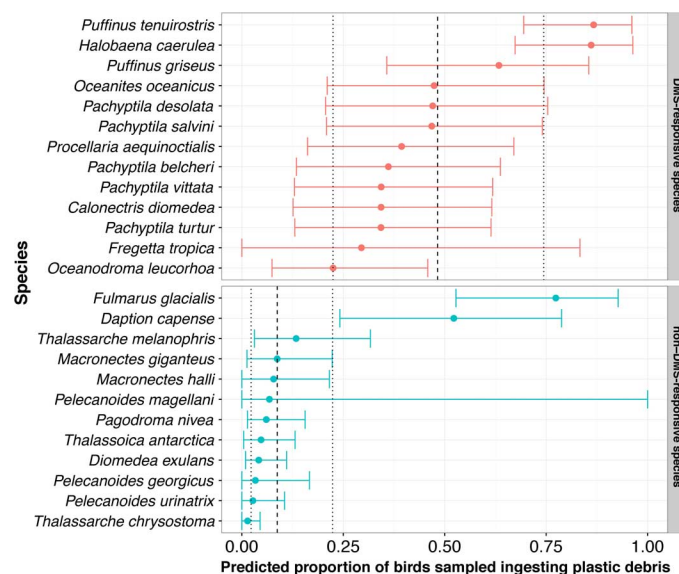 Puffinus tenuirostris
Halobaena caerulea
Puffinus griseus
Oceanites oceanicus
Pachyptila desolata
Pachyptila salvini
Procellaria aequinoctialis
Pachyptila belcheri
Pachyptila vittata
Calonectris diomedea
Pachyptila turtur
Fregetta tropica
Oceanodroma leucorhoa
DMS-responsive species
Species
Fulmarus glacialis
Daption capense
Thalassarche melanophris
Macronectes giganteus
Macronectes halli
Pelecanoides magellani
Pagodroma nivea
Thalassoica antarctica
Diomedea exulans
Pelecanoides georgicus
Pelecanoides urinatrix
Thalassarche chrysostoma
non-DMS-responsive species
0.00 0.25 0.50 0.75 1.00
Predicted proportion of birds sampled ingesting plastic debris